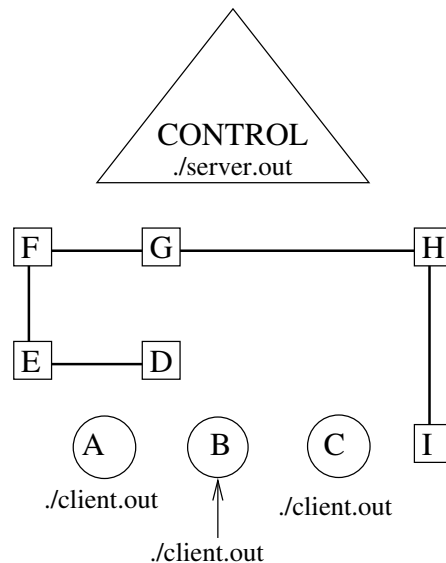 CONTROL
./server.out
F G H
E D
A B C I
./client.out ./client.out
./client.out